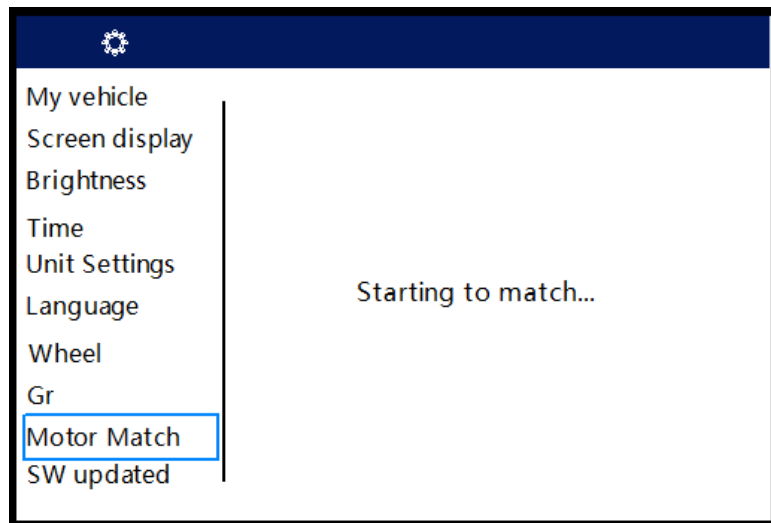 My vehicle
Screen display
Brightness
Time
Unit Settings
Language
Wheel
Gr
Motor Match
SW updated
Starting to match...